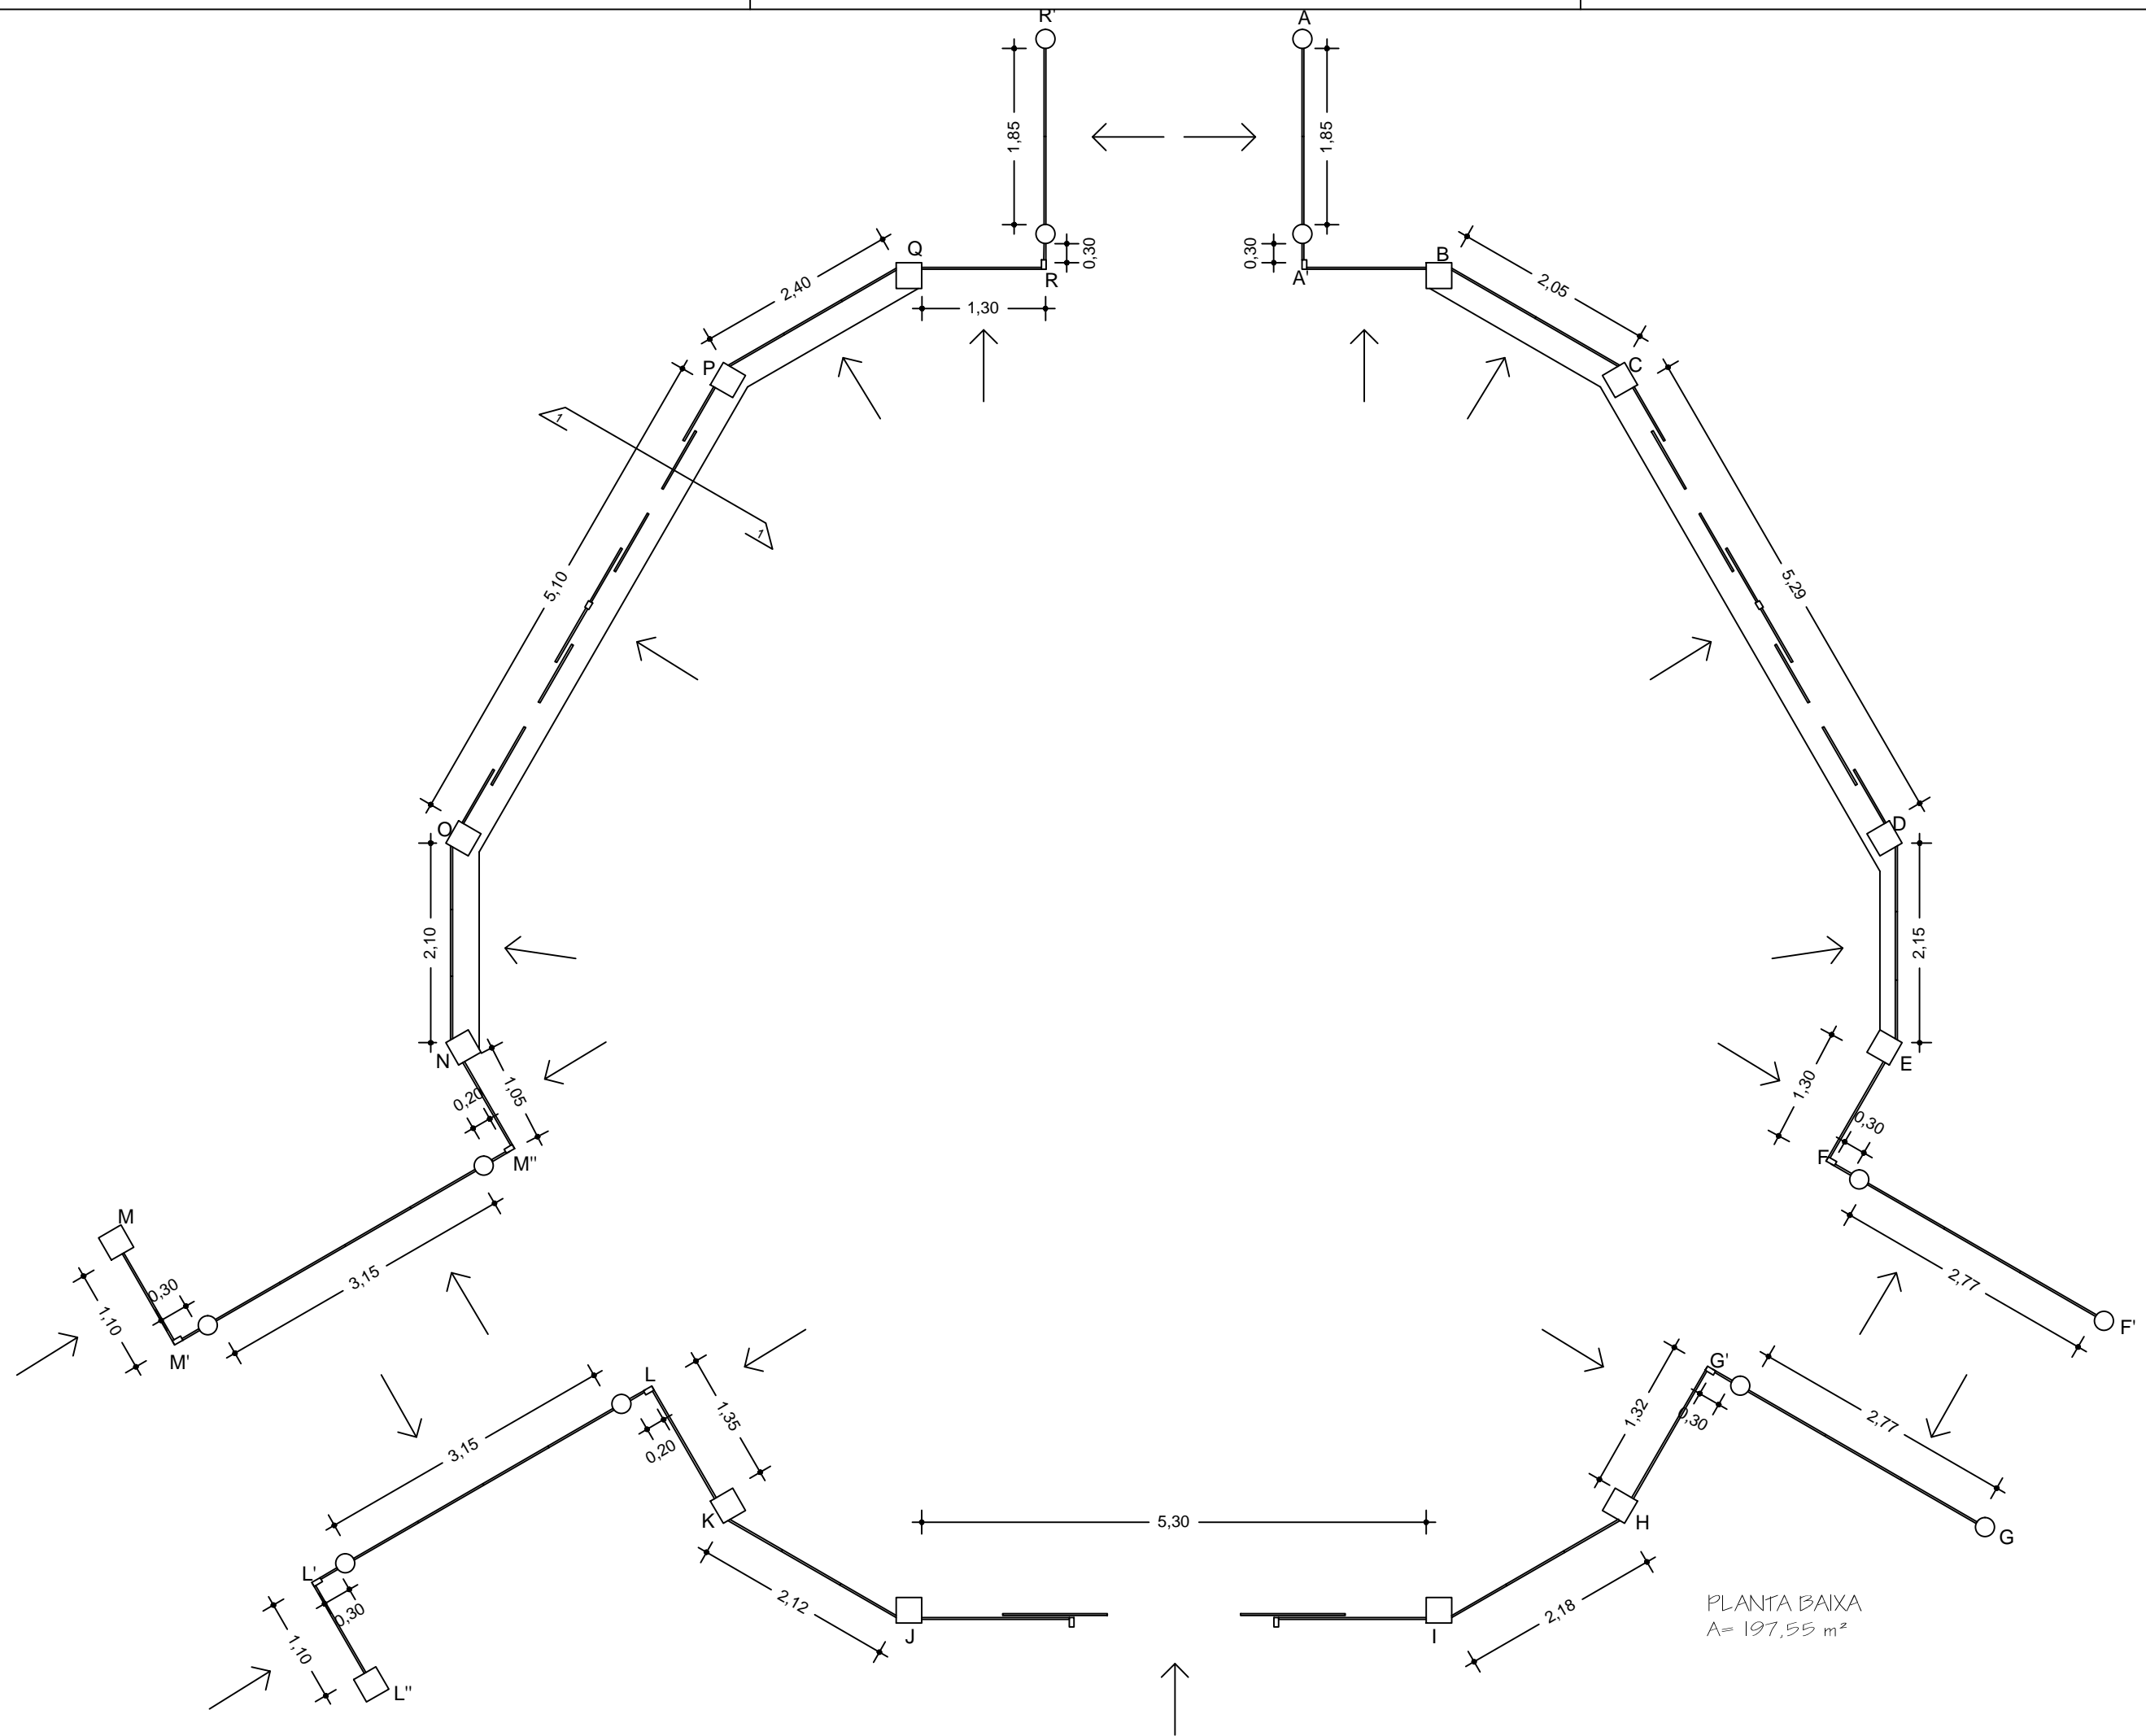 R'
A
1,85
1,85
0,30
0,30
Q
R
A'
B
2,40
1,30
2,05
P
C
1
1
5,10
5,29
O
D
2,10
2,15
N
E
1,05
0,20
1,30
0,30
M''
F
M
0,30
1,10
3,15
2,77
M'
F'
L
G'
1,35
0,20
3,15
1,32
0,30
2,77
K
5,30
H
G
L'
0,30
1,10
2,12
2,18
J
I
L''
PLANTA BAIXA
A= 197,55 m²